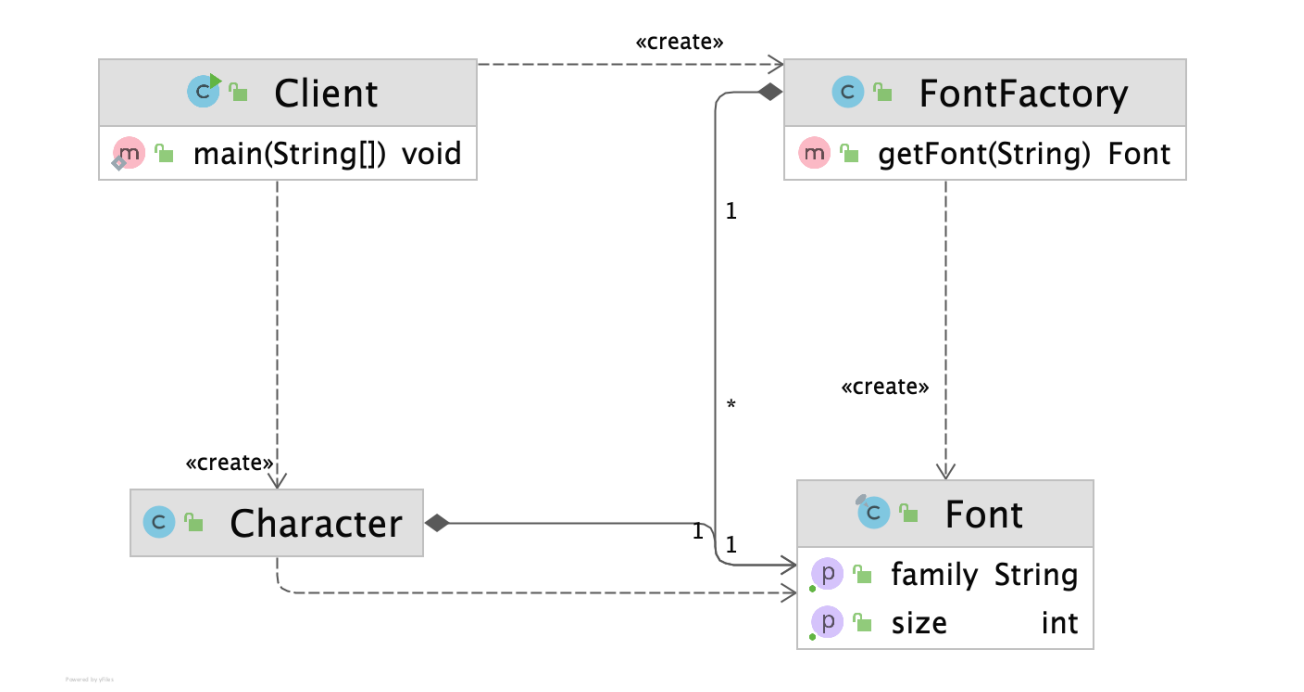 «create»
Client
FontFactory
main(String[]) void
getFont(String) Font
1
«create»
*
«create»
Character
Font
1
1
family String
size int
Powered by yFiles